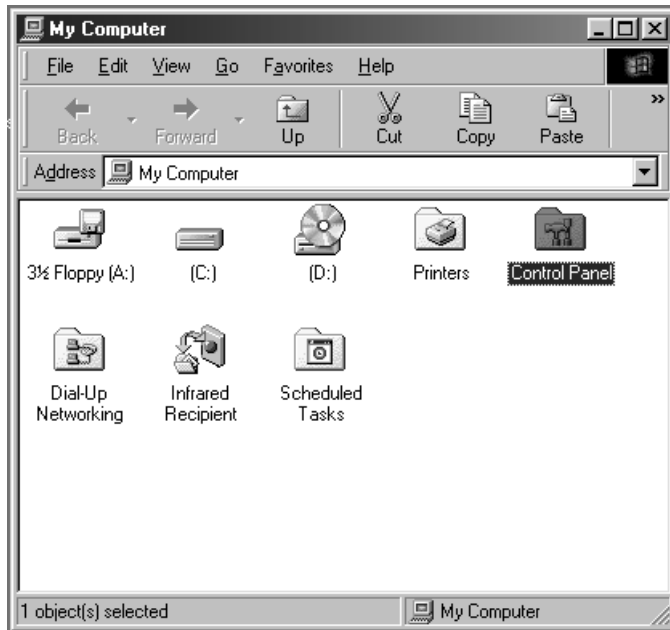 My Computer
File Edit View Go Favorites Help
Back Forward Up Cut Copy Paste »
Address My Computer
3½ Floppy (A:) (C:) (D:) Printers Control Panel
Dial-Up Networking
Infrared Recipient
Scheduled Tasks
1 object(s) selected My Computer